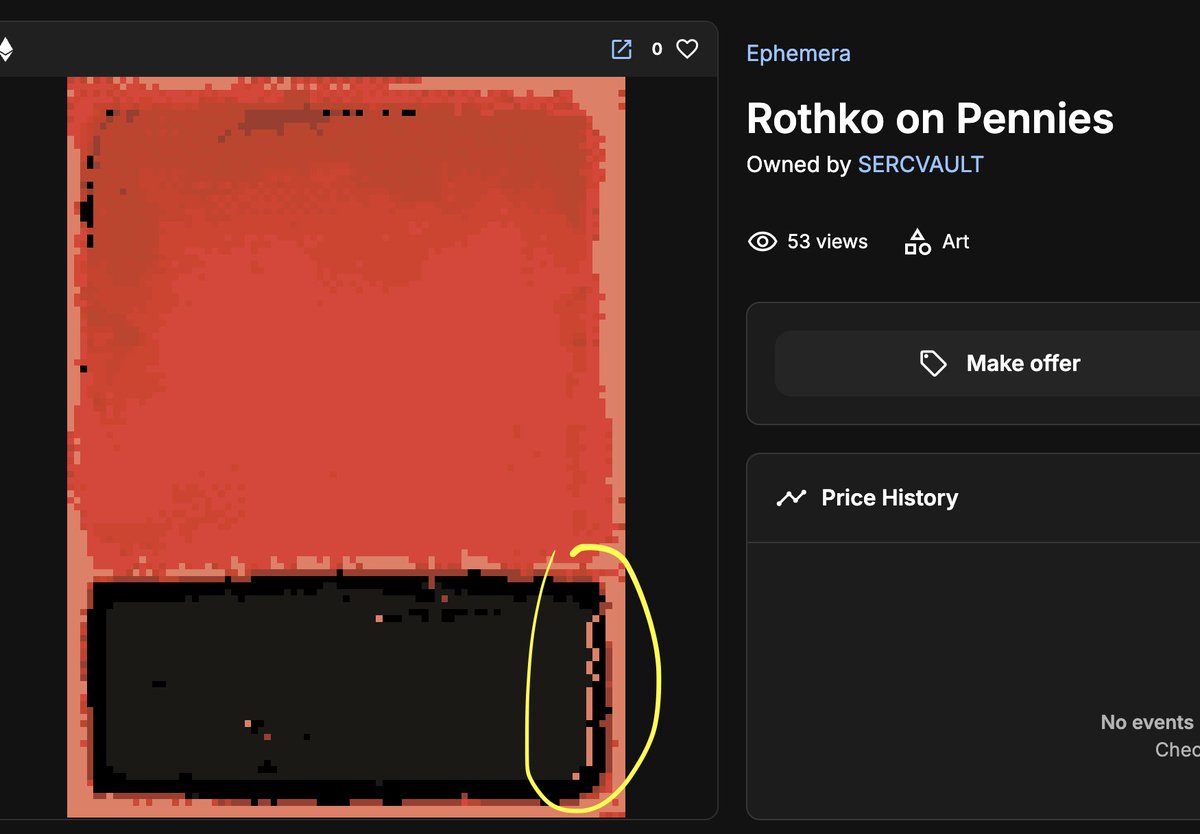 0
Ephemera
Rothko on Pennies
Owned by SERCVAULT
53 views Art
Make offer
Price History
No events
Chec